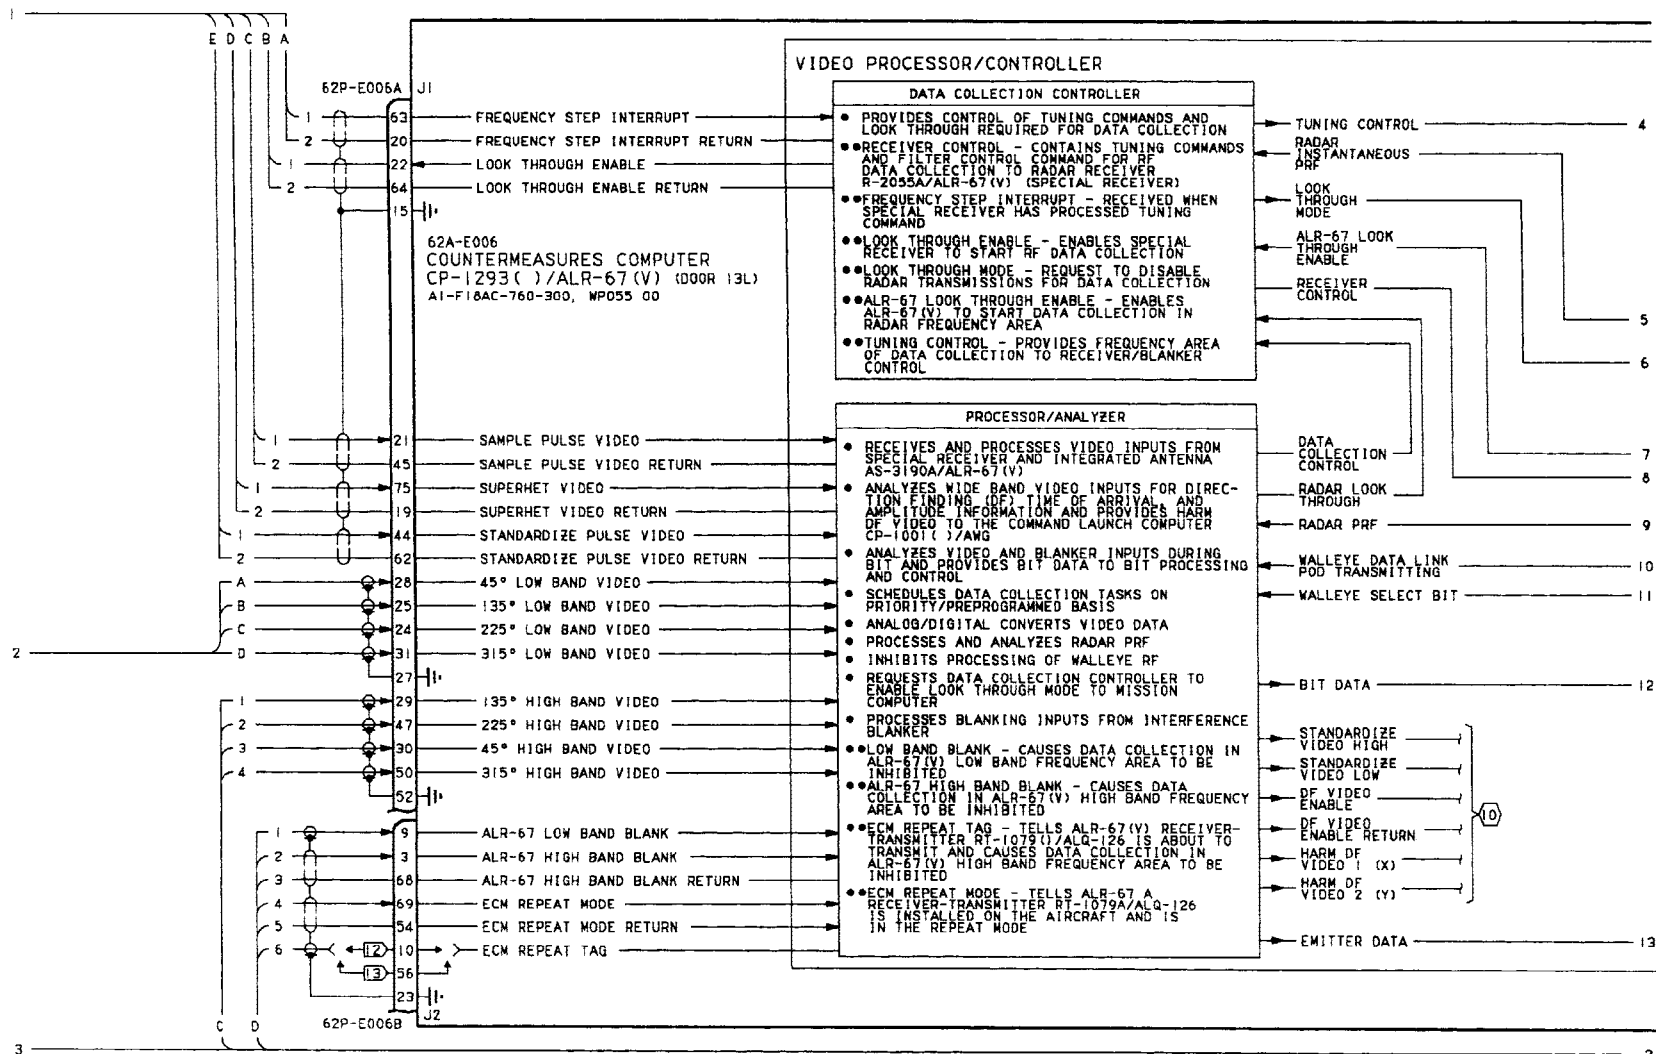 1
E D C B A
62P-E006A J1
1 63 FREQUENCY STEP INTERRUPT
2 20 FREQUENCY STEP INTERRUPT RETURN
1 22 LOOK THROUGH ENABLE
2 64 LOOK THROUGH ENABLE RETURN
15
62A-E006
COUNTERMEASURES COMPUTER
CP-1293( )/ALR-67(V) (DOOR 13L)
A1-F18AC-760-300, WP055 00
1 21 SAMPLE PULSE VIDEO
2 45 SAMPLE PULSE VIDEO RETURN
1 75 SUPERHET VIDEO
2 19 SUPERHET VIDEO RETURN
1 44 STANDARDIZE PULSE VIDEO
2 62 STANDARDIZE PULSE VIDEO RETURN
A 28 45° LOW BAND VIDEO
B 25 135° LOW BAND VIDEO
C 24 225° LOW BAND VIDEO
2 D 31 315° LOW BAND VIDEO
27
1 29 135° HIGH BAND VIDEO
2 47 225° HIGH BAND VIDEO
3 30 45° HIGH BAND VIDEO
4 50 315° HIGH BAND VIDEO
52
1 9 ALR-67 LOW BAND BLANK
2 3 ALR-67 HIGH BAND BLANK
3 68 ALR-67 HIGH BAND BLANK RETURN
4 69 ECM REPEAT MODE
5 54 ECM REPEAT MODE RETURN
6 12 10 ECM REPEAT TAG
13 56
23
62P-E006B J2
C D
3
VIDEO PROCESSOR/CONTROLLER
DATA COLLECTION CONTROLLER
● PROVIDES CONTROL OF TUNING COMMANDS AND
LOOK THROUGH REQUIRED FOR DATA COLLECTION
●●RECEIVER CONTROL - CONTAINS TUNING COMMANDS
AND FILTER CONTROL COMMAND FOR RF
DATA COLLECTION TO RADAR RECEIVER
R-2055A/ALR-67(V) (SPECIAL RECEIVER)
●●FREQUENCY STEP INTERRUPT - RECEIVED WHEN
SPECIAL RECEIVER HAS PROCESSED TUNING
COMMAND
●●LOOK THROUGH ENABLE - ENABLES SPECIAL
RECEIVER TO START RF DATA COLLECTION
●●LOOK THROUGH MODE - REQUEST TO DISABLE
RADAR TRANSMISSIONS FOR DATA COLLECTION
●●ALR-67 LOOK THROUGH ENABLE - ENABLES
ALR-67(V) TO START DATA COLLECTION IN
RADAR FREQUENCY AREA
●●TUNING CONTROL - PROVIDES FREQUENCY AREA
OF DATA COLLECTION TO RECEIVER/BLANKER
CONTROL
PROCESSOR/ANALYZER
● RECEIVES AND PROCESSES VIDEO INPUTS FROM
SPECIAL RECEIVER AND INTEGRATED ANTENNA
AS-3190A/ALR-67(V)
● ANALYZES WIDE BAND VIDEO INPUTS FOR DIREC-
TION FINDING (DF) TIME OF ARRIVAL, AND
AMPLITUDE INFORMATION AND PROVIDES HARM
DF VIDEO TO THE COMMAND LAUNCH COMPUTER
CP-1001( )/AWG
● ANALYZES VIDEO AND BLANKER INPUTS DURING
BIT AND PROVIDES BIT DATA TO BIT PROCESSING
AND CONTROL
● SCHEDULES DATA COLLECTION TASKS ON
PRIORITY/PREPROGRAMMED BASIS
● ANALOG/DIGITAL CONVERTS VIDEO DATA
● PROCESSES AND ANALYZES RADAR PRF
● INHIBITS PROCESSING OF WALLEYE RF
● REQUESTS DATA COLLECTION CONTROLLER TO
ENABLE LOOK THROUGH MODE TO MISSION
COMPUTER
● PROCESSES BLANKING INPUTS FROM INTERFERENCE
BLANKER
●●LOW BAND BLANK - CAUSES DATA COLLECTION IN
ALR-67(V) LOW BAND FREQUENCY AREA TO BE
INHIBITED
●●ALR-67 HIGH BAND BLANK - CAUSES DATA
COLLECTION IN ALR-67(V) HIGH BAND FREQUENCY
AREA TO BE INHIBITED
●●ECM REPEAT TAG - TELLS ALR-67(V) RECEIVER-
TRANSMITTER RT-1079()/ALQ-126 IS ABOUT TO
TRANSMIT AND CAUSES DATA COLLECTION IN
ALR-67(V) HIGH BAND FREQUENCY AREA TO BE
INHIBITED
●●ECM REPEAT MODE - TELLS ALR-67 A
RECEIVER-TRANSMITTER RT-1079A/ALQ-126
IS INSTALLED ON THE AIRCRAFT AND IS
IN THE REPEAT MODE
TUNING CONTROL 4
RADAR
INSTANTANEOUS
PRF
LOOK
THROUGH
MODE
ALR-67 LOOK
THROUGH
ENABLE
RECEIVER
CONTROL
5
6
DATA
COLLECTION
CONTROL
7
8
RADAR LOOK
THROUGH
RADAR PRF 9
WALLEYE DATA LINK
POD TRANSMITTING
10
WALLEYE SELECT BIT 11
BIT DATA 12
STANDARDIZE
VIDEO HIGH
STANDARDIZE
VIDEO LOW
DF VIDEO
ENABLE
10
DF VIDEO
ENABLE RETURN
HARM DF
VIDEO 1 (X)
HARM DF
VIDEO 2 (Y)
EMITTER DATA 13